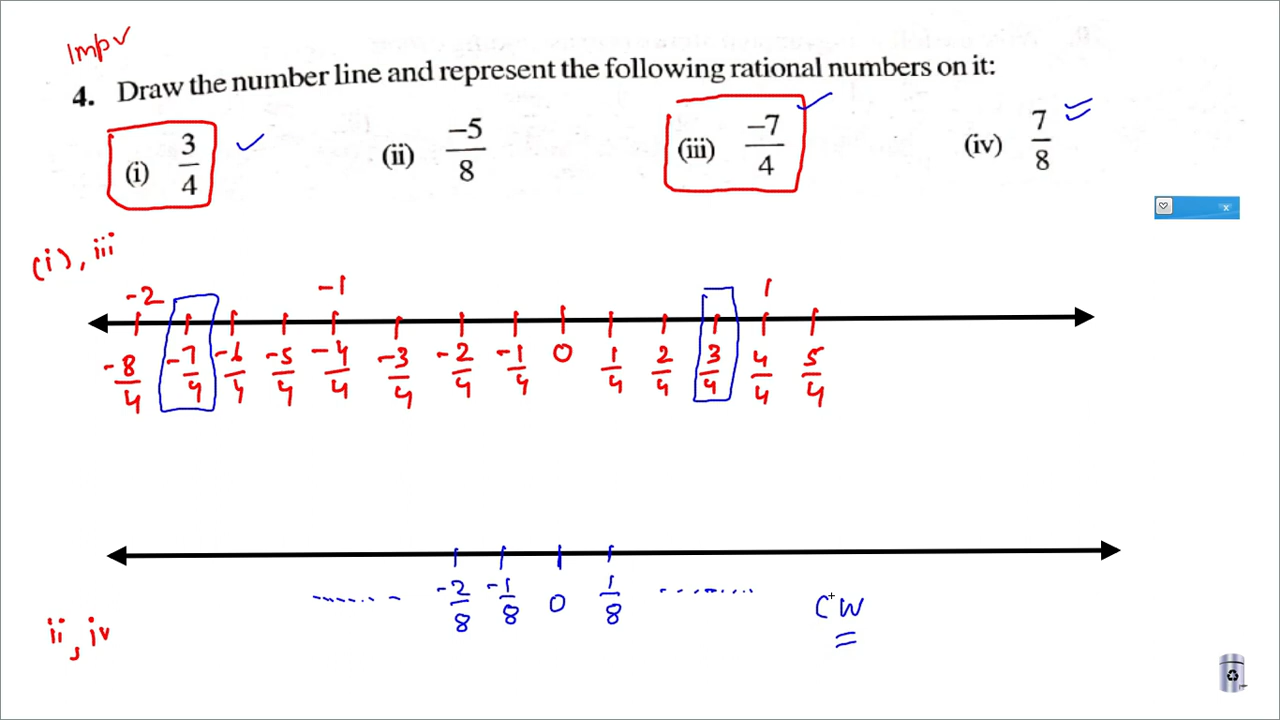 Impv
4. Draw the number line and represent the following rational numbers on it:
(i) 3/4 (ii) -5/8 (iii) -7/4 (iv) 7/8
(i), iii
-2 -1 1
-8/4 -7/4 -6/4 -5/4 -4/4 -3/4 -2/4 -1/4 0 1/4 2/4 3/4 4/4 5/4
...... - -2/8 -1/8 0 1/8 ........
CW
ii, iv